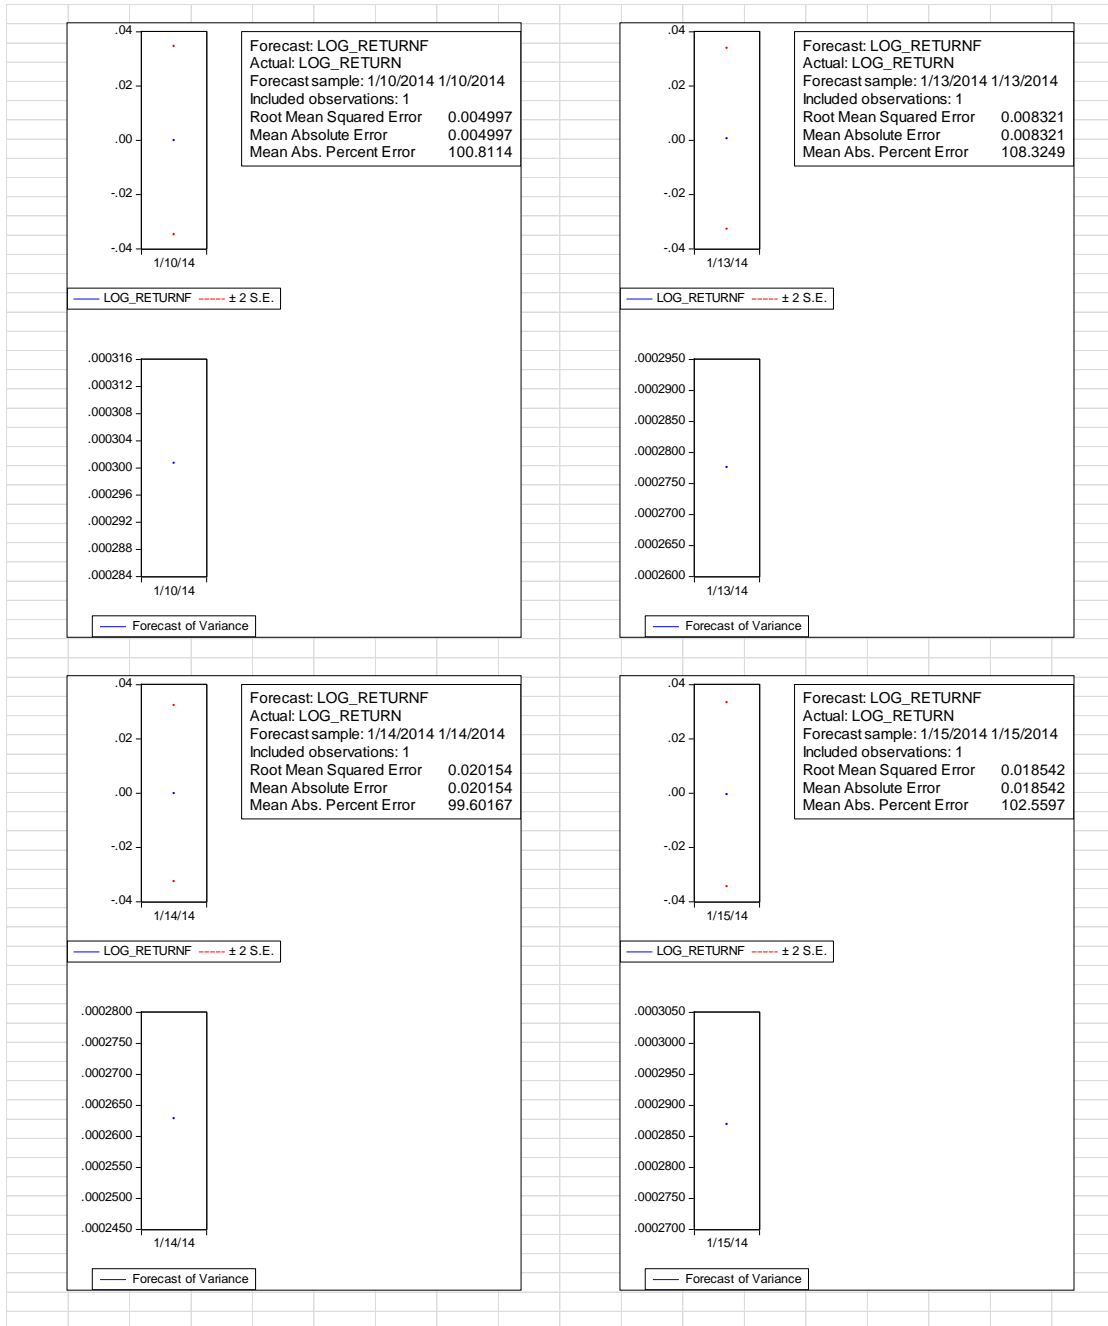 .04
.02
.00
-.02
-.04
1/10/14
Forecast: LOG_RETURNF
Actual: LOG_RETURN
Forecast sample: 1/10/2014 1/10/2014
Included observations: 1
Root Mean Squared Error 0.004997
Mean Absolute Error 0.004997
Mean Abs. Percent Error 100.8114
LOG_RETURNF ± 2 S.E.
.000316
.000312
.000308
.000304
.000300
.000296
.000292
.000288
.000284
1/10/14
Forecast of Variance
.04
.02
.00
-.02
-.04
1/13/14
Forecast: LOG_RETURNF
Actual: LOG_RETURN
Forecast sample: 1/13/2014 1/13/2014
Included observations: 1
Root Mean Squared Error 0.008321
Mean Absolute Error 0.008321
Mean Abs. Percent Error 108.3249
LOG_RETURNF ± 2 S.E.
.0002950
.0002900
.0002850
.0002800
.0002750
.0002700
.0002650
.0002600
1/13/14
Forecast of Variance
.04
.02
.00
-.02
-.04
1/14/14
Forecast: LOG_RETURNF
Actual: LOG_RETURN
Forecast sample: 1/14/2014 1/14/2014
Included observations: 1
Root Mean Squared Error 0.020154
Mean Absolute Error 0.020154
Mean Abs. Percent Error 99.60167
LOG_RETURNF ± 2 S.E.
.0002800
.0002750
.0002700
.0002650
.0002600
.0002550
.0002500
.0002450
1/14/14
Forecast of Variance
.04
.02
.00
-.02
-.04
1/15/14
Forecast: LOG_RETURNF
Actual: LOG_RETURN
Forecast sample: 1/15/2014 1/15/2014
Included observations: 1
Root Mean Squared Error 0.018542
Mean Absolute Error 0.018542
Mean Abs. Percent Error 102.5597
LOG_RETURNF ± 2 S.E.
.0003050
.0003000
.0002950
.0002900
.0002850
.0002800
.0002750
.0002700
1/15/14
Forecast of Variance